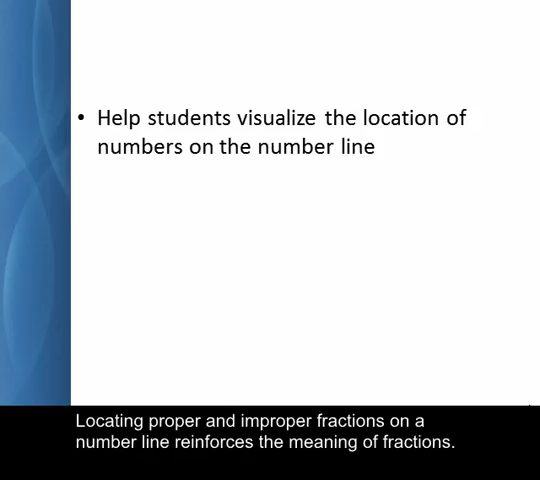 • Help students visualize the location of
numbers on the number line
Locating proper and improper fractions on a
number line reinforces the meaning of fractions.